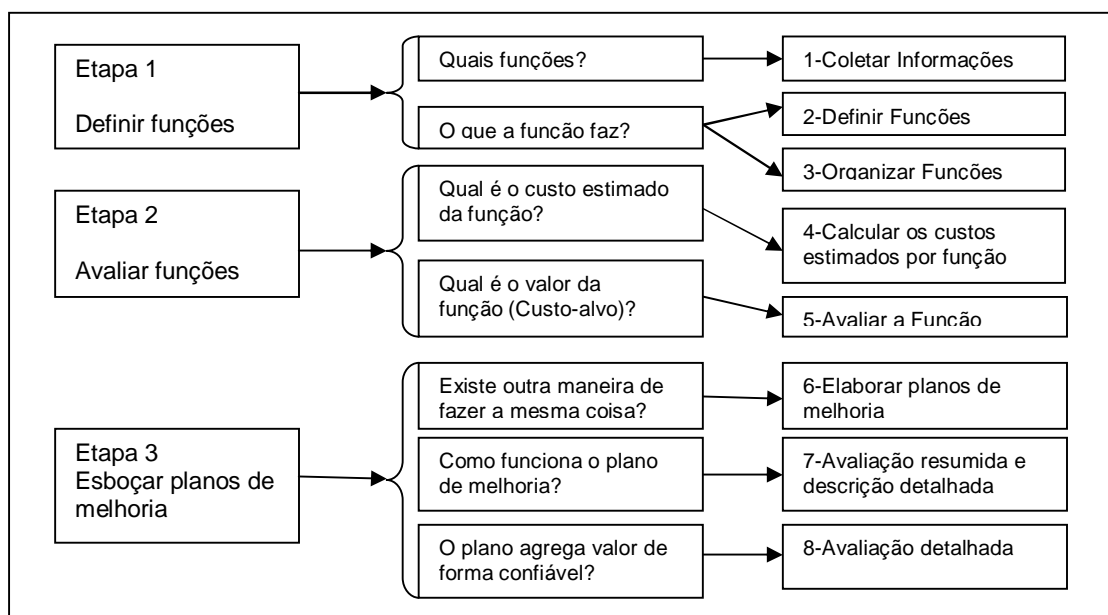 Etapa 1
Definir funções
Quais funções?
1-Coletar Informações
O que a função faz?
2-Definir Funções
3-Organizar Funções
Etapa 2
Avaliar funções
Qual é o custo estimado
da função?
4-Calcular os custos
estimados por função
Qual é o valor da
função (Custo-alvo)?
5-Avaliar a Função
Etapa 3
Esboçar planos de
melhoria
Existe outra maneira de
fazer a mesma coisa?
6-Elaborar planos de
melhoria
Como funciona o plano
de melhoria?
7-Avaliação resumida e
descrição detalhada
O plano agrega valor de
forma confiável?
8-Avaliação detalhada